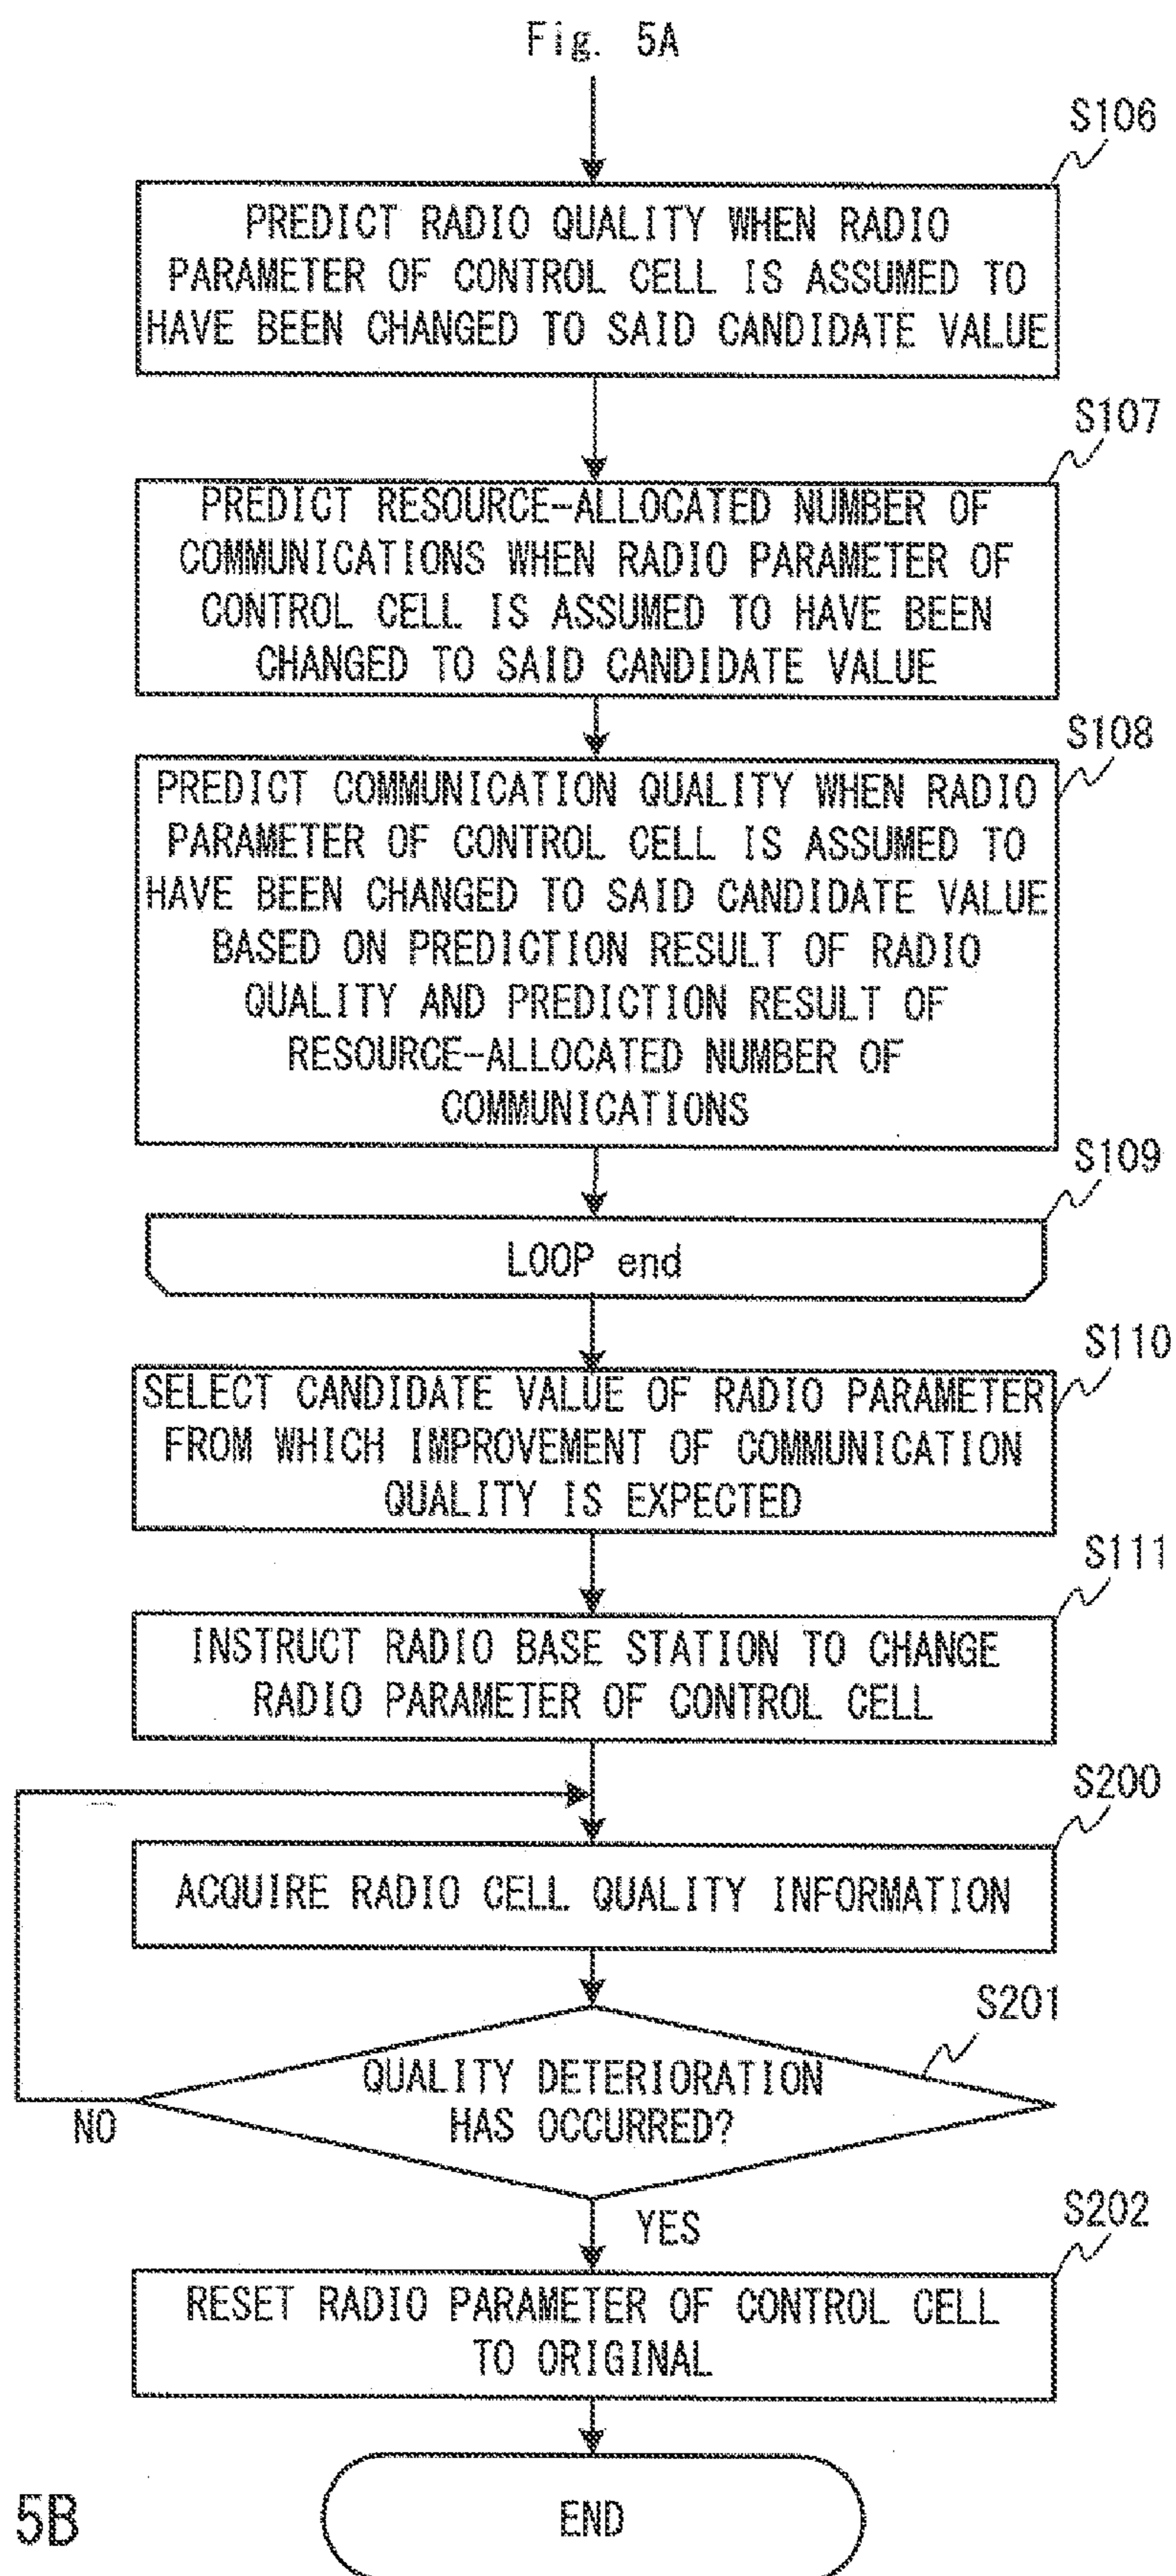 Fig. 5A
S106
PREDICT RADIO QUALITY WHEN RADIO
PARAMETER OF CONTROL CELL IS ASSUMED TO
HAVE BEEN CHANGED TO SAID CANDIDATE VALUE
S107
PREDICT RESOURCE-ALLOCATED NUMBER OF
COMMUNICATIONS WHEN RADIO PARAMETER OF
CONTROL CELL IS ASSUMED TO HAVE BEEN
CHANGED TO SAID CANDIDATE VALUE
S108
PREDICT COMMUNICATION QUALITY WHEN RADIO
PARAMETER OF CONTROL CELL IS ASSUMED TO
HAVE BEEN CHANGED TO SAID CANDIDATE VALUE
BASED ON PREDICTION RESULT OF RADIO
QUALITY AND PREDICTION RESULT OF
RESOURCE-ALLOCATED NUMBER OF
COMMUNICATIONS
S109
LOOP end
S110
SELECT CANDIDATE VALUE OF RADIO PARAMETER
FROM WHICH IMPROVEMENT OF COMMUNICATION
QUALITY IS EXPECTED
S111
INSTRUCT RADIO BASE STATION TO CHANGE
RADIO PARAMETER OF CONTROL CELL
S200
ACQUIRE RADIO CELL QUALITY INFORMATION
S201
QUALITY DETERIORATION
HAS OCCURRED?
NO
YES
S202
RESET RADIO PARAMETER OF CONTROL CELL
TO ORIGINAL
END
5B